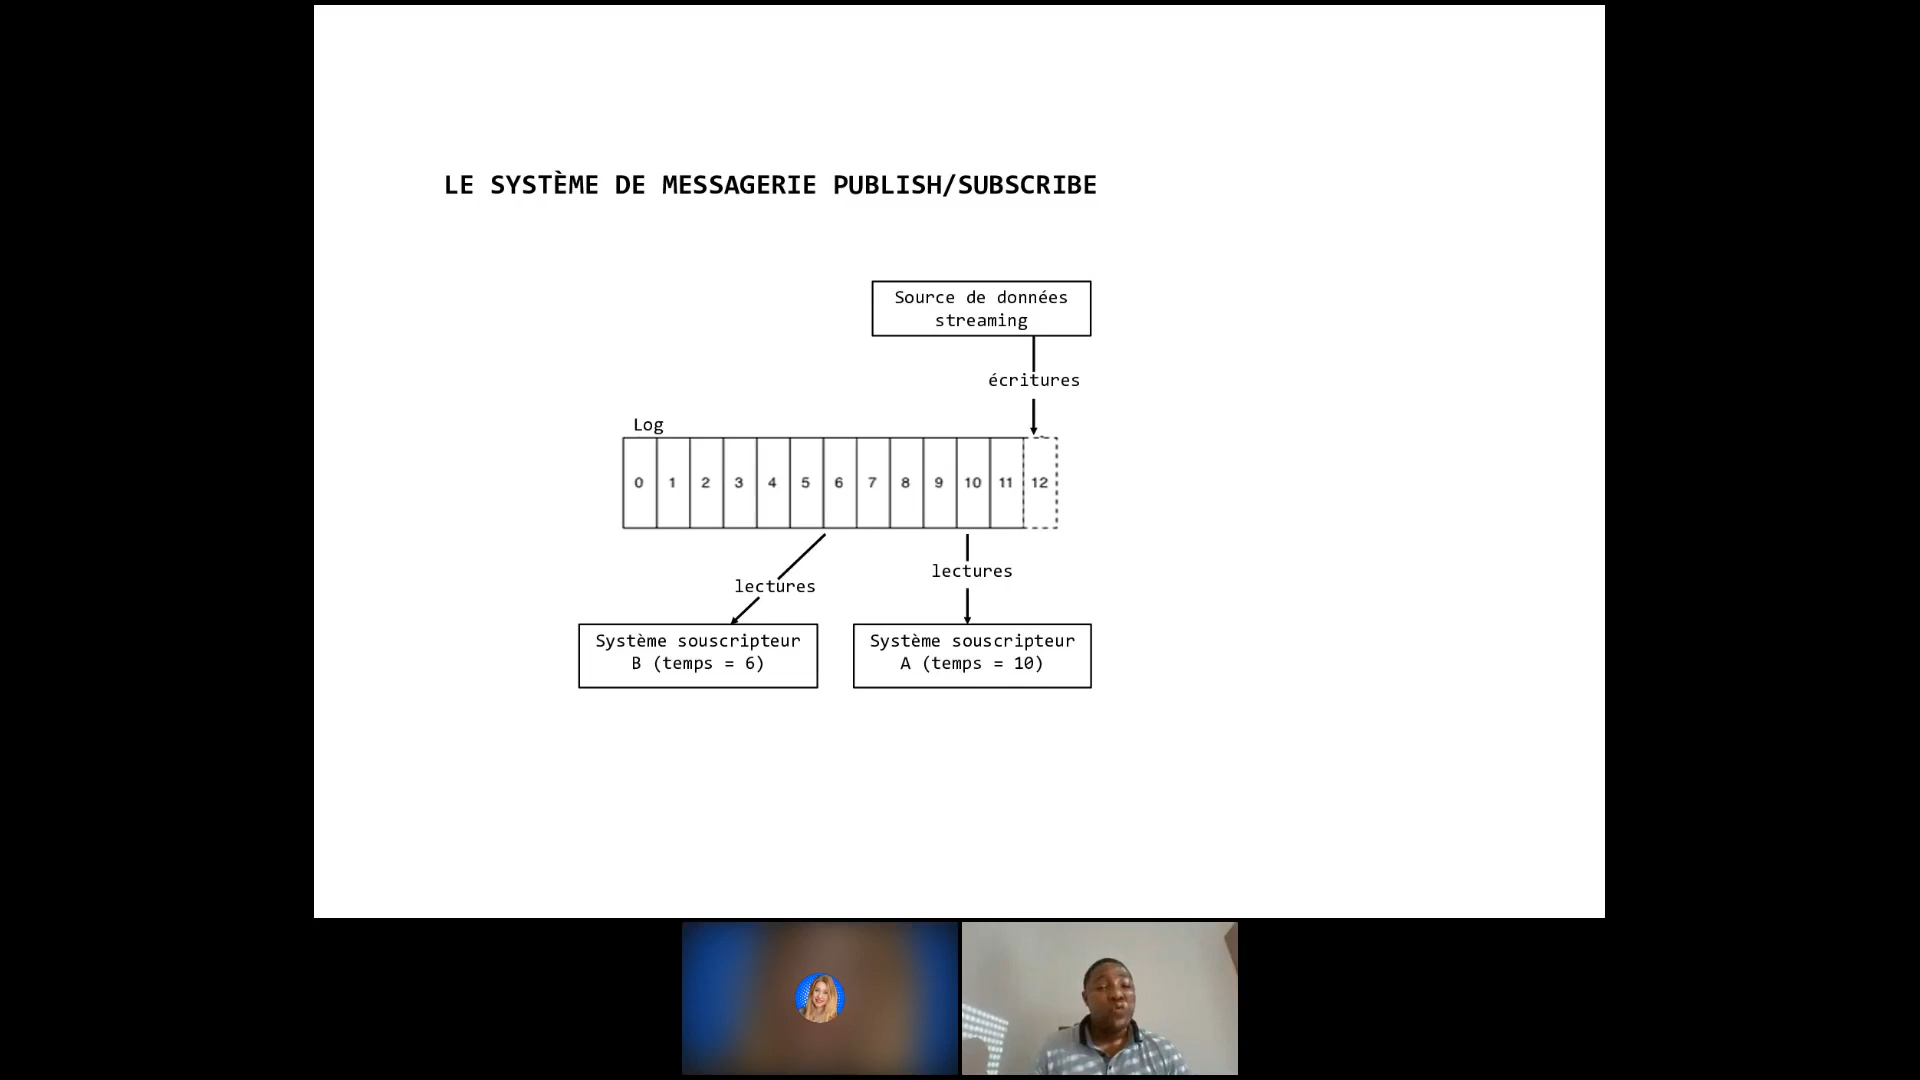 LE SYSTÈME DE MESSAGERIE PUBLISH/SUBSCRIBE
Source de données
streaming
écritures
Log
0 1 2 3 4 5 6 7 8 9 10 11 12
lectures
lectures
Système souscripteur
B (temps = 6)
Système souscripteur
A (temps = 10)